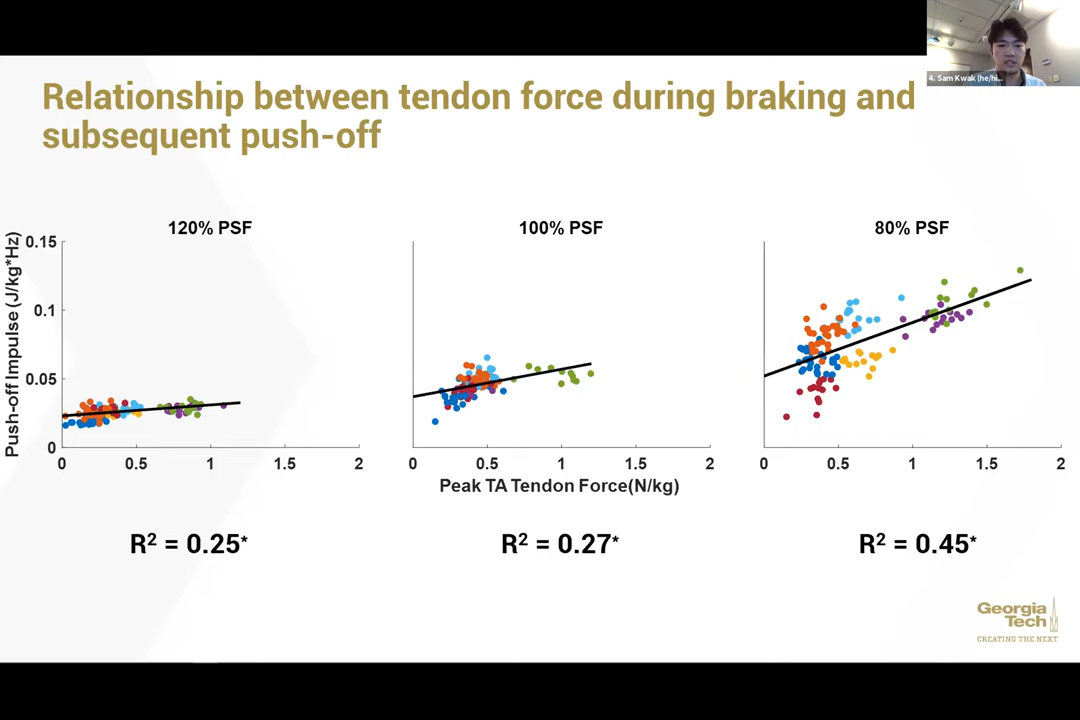 4. Sam Kwak (he/hi...
Relationship between tendon force during braking and
subsequent push-off
120% PSF
100% PSF
80% PSF
Push-off Impulse (J/kg*Hz)
0.15
0.1
0.05
0
0 0.5 1 1.5 2
0 0.5 1 1.5 2
0 0.5 1 1.5 2
Peak TA Tendon Force(N/kg)
R² = 0.25*
R² = 0.27*
R² = 0.45*
Georgia
Tech
CREATING THE NEXT